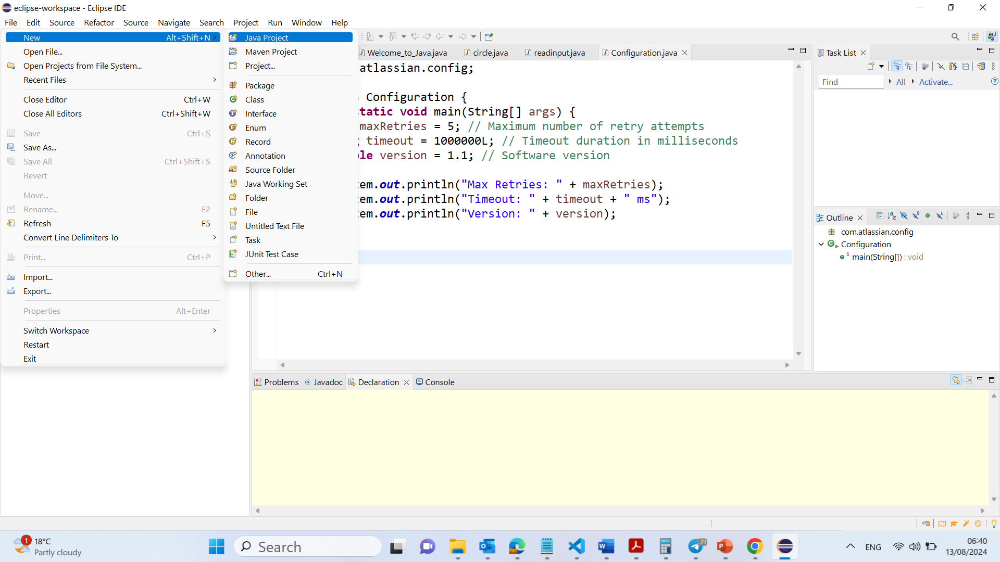 eclipse-workspace - Eclipse IDE
File Edit Source Refactor Source Navigate Search Project Run Window Help
New Alt+Shift+N
Open File...
Open Projects from File System...
Recent Files
Close Editor Ctrl+W
Close All Editors Ctrl+Shift+W
Save Ctrl+S
Save As...
Save All Ctrl+Shift+S
Revert
Move...
Rename... F2
Refresh F5
Convert Line Delimiters To
Print... Ctrl+P
Import...
Export...
Properties Alt+Enter
Switch Workspace
Restart
Exit
Java Project
Maven Project
Project...
Package
Class
Interface
Enum
Record
Annotation
Source Folder
Java Working Set
Folder
File
Untitled Text File
Task
JUnit Test Case
Other... Ctrl+N
Welcome_to_Java.java circle.java readinput.java Configuration.java
atlassian.config;
Configuration {
tatic void main(String[] args) {
maxRetries = 5; // Maximum number of retry attempts
timeout = 1000000L; // Timeout duration in milliseconds
le version = 1.1; // Software version
em.out.println("Max Retries: " + maxRetries);
em.out.println("Timeout: " + timeout + " ms");
em.out.println("Version: " + version);
Task List
Find All Activate...
Outline
com.atlassian.config
Configuration
main(String[]) : void
Problems @ Javadoc Declaration Console
1
18°C
Partly cloudy
Search
77
ENG
06:40
13/08/2024